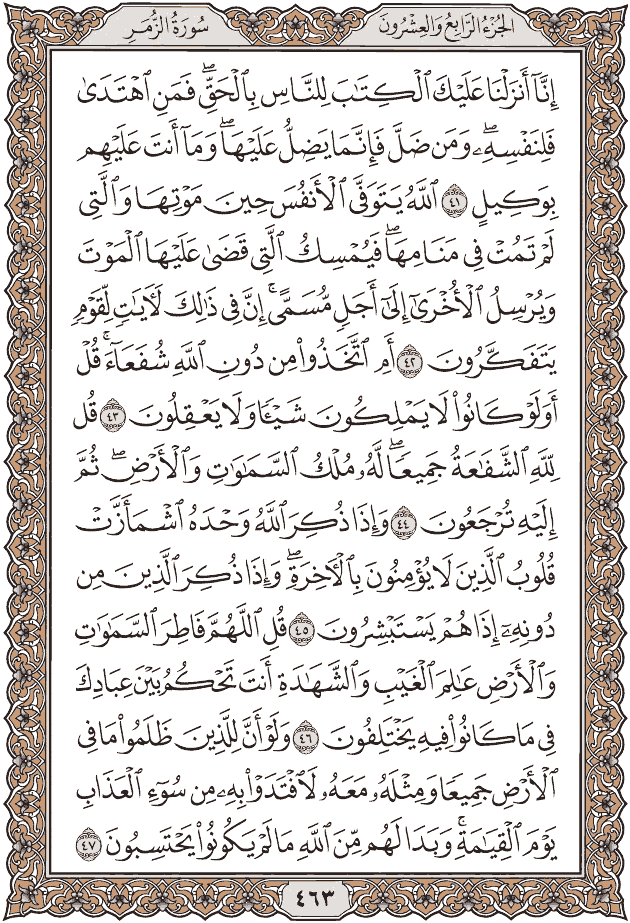 سُورَةُ الزُّمَرِ
الجُزْءُ الرَّابِعُ وَالعِشْرُونَ
إِنَّآ أَنزَلْنَا عَلَيْكَ ٱلْكِتَٰبَ لِلنَّاسِ بِٱلْحَقِّۖ فَمَنِ ٱهْتَدَىٰ
فَلِنَفْسِهِۦۖ وَمَن ضَلَّ فَإِنَّمَا يَضِلُّ عَلَيْهَاۖ وَمَآ أَنتَ عَلَيْهِم
بِوَكِيلٍ ٤١ ٱللَّهُ يَتَوَفَّى ٱلْأَنفُسَ حِينَ مَوْتِهَا وَٱلَّتِى
لَمْ تَمُتْ فِى مَنَامِهَاۖ فَيُمْسِكُ ٱلَّتِى قَضَىٰ عَلَيْهَا ٱلْمَوْتَ
وَيُرْسِلُ ٱلْأُخْرَىٰٓ إِلَىٰٓ أَجَلٍ مُّسَمًّىۚ إِنَّ فِى ذَٰلِكَ لَءَايَٰتٍ لِّقَوْمٍ
يَتَفَكَّرُونَ ٤٢ أَمِ ٱتَّخَذُوا۟ مِن دُونِ ٱللَّهِ شُفَعَآءَۚ قُلْ
أَوَلَوْ كَانُوا۟ لَا يَمْلِكُونَ شَيْـًٔا وَلَا يَعْقِلُونَ ٤٣ قُل
لِّلَّهِ ٱلشَّفَٰعَةُ جَمِيعًاۖ لَّهُۥ مُلْكُ ٱلسَّمَٰوَٰتِ وَٱلْأَرْضِۖ ثُمَّ
إِلَيْهِ تُرْجَعُونَ ٤٤ وَإِذَا ذُكِرَ ٱللَّهُ وَحْدَهُ ٱشْمَأَزَّتْ
قُلُوبُ ٱلَّذِينَ لَا يُؤْمِنُونَ بِٱلْءَاخِرَةِۖ وَإِذَا ذُكِرَ ٱلَّذِينَ مِن
دُونِهِۦٓ إِذَا هُمْ يَسْتَبْشِرُونَ ٤٥ قُلِ ٱللَّهُمَّ فَاطِرَ ٱلسَّمَٰوَٰتِ
وَٱلْأَرْضِ عَٰلِمَ ٱلْغَيْبِ وَٱلشَّهَٰدَةِ أَنتَ تَحْكُمُ بَيْنَ عِبَادِكَ
فِى مَا كَانُوا۟ فِيهِ يَخْتَلِفُونَ ٤٦ وَلَوْ أَنَّ لِلَّذِينَ ظَلَمُوا۟ مَا فِى
ٱلْأَرْضِ جَمِيعًا وَمِثْلَهُۥ مَعَهُۥ لَٱفْتَدَوْا۟ بِهِۦ مِن سُوٓءِ ٱلْعَذَابِ
يَوْمَ ٱلْقِيَٰمَةِۚ وَبَدَا لَهُم مِّنَ ٱللَّهِ مَا لَمْ يَكُونُوا۟ يَحْتَسِبُونَ ٤٧
٤٦٣